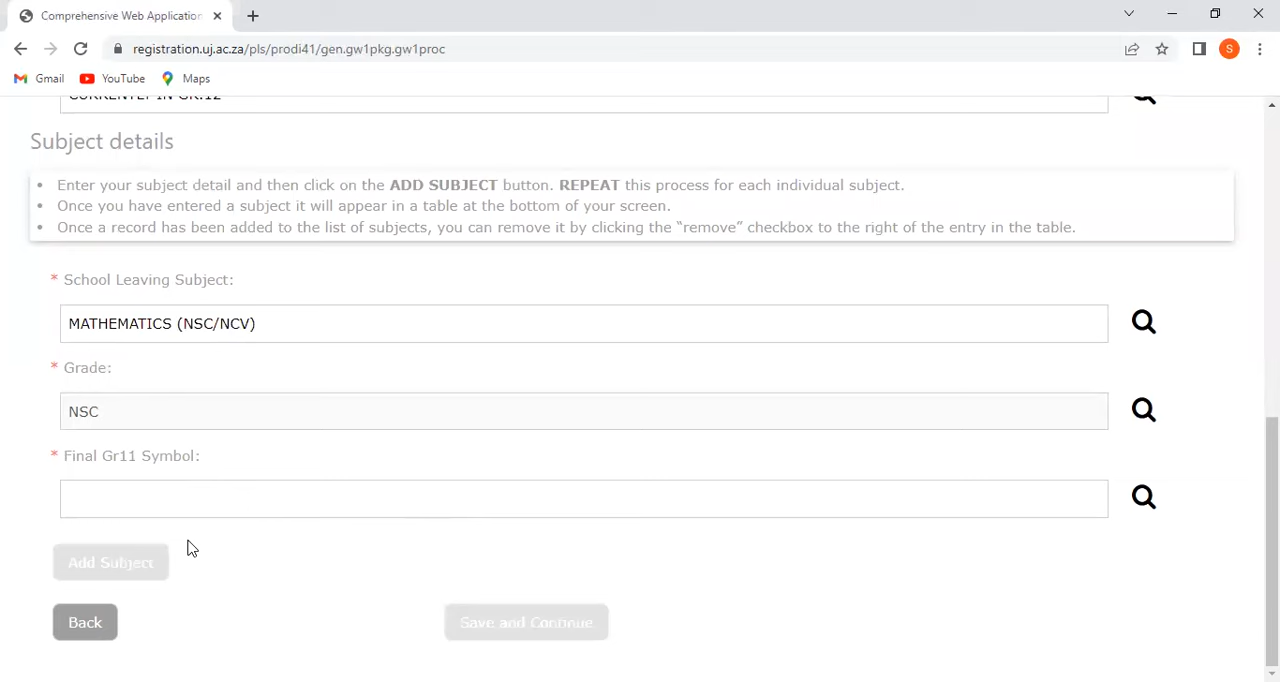 Comprehensive Web Application
registration.uj.ac.za/pls/prodi41/gen.gw1pkg.gw1proc
S
Gmail YouTube Maps
CURRENTLY IN GR.12
Subject details
• Enter your subject detail and then click on the ADD SUBJECT button. REPEAT this process for each individual subject.
• Once you have entered a subject it will appear in a table at the bottom of your screen.
• Once a record has been added to the list of subjects, you can remove it by clicking the “remove” checkbox to the right of the entry in the table.
* School Leaving Subject:
MATHEMATICS (NSC/NCV)
* Grade:
NSC
* Final Gr11 Symbol:
Add Subject
Back Save and Continue